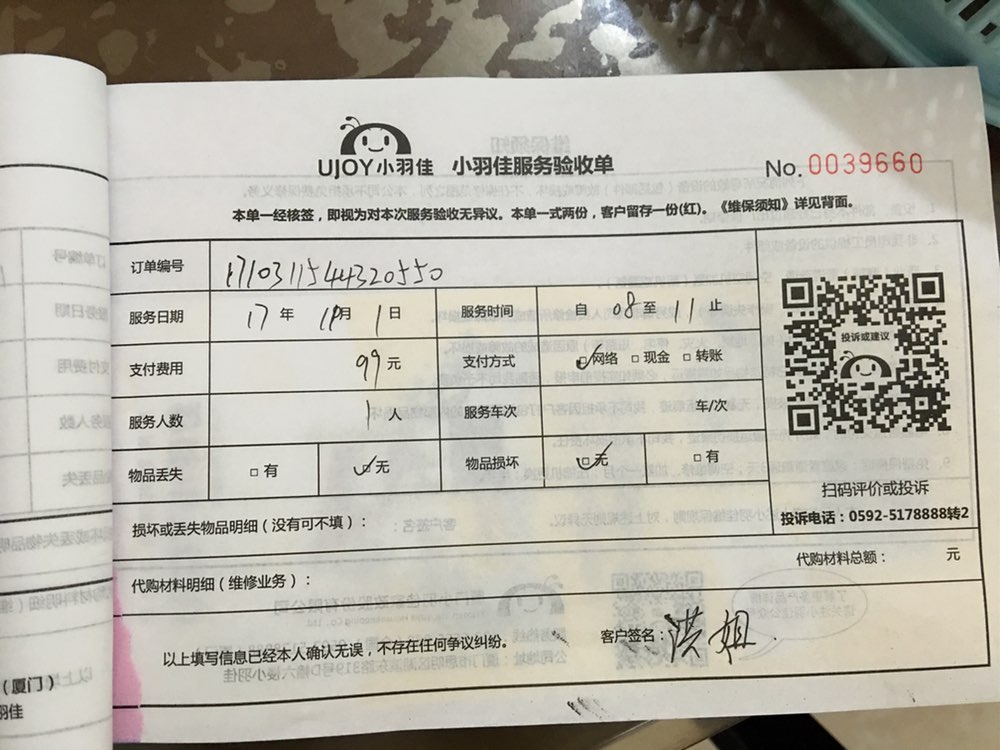 UJOY小羽佳 小羽佳服务验收单
No. 0039660
本单一经核签，即视为对本次服务验收无异议。本单一式两份，客户留存一份(红)。《维保须知》详见背面。
订单编号 1710311544320550
服务日期 17 年 月 1 日 服务时间 自 08 至 11 止
支付费用 99 元 支付方式 ☑网络 □现金 □转账
服务人数 1 人 服务车次 车/次
物品丢失 □有 ☑无 物品损坏 ☑无 □有
投诉或建议
扫码评价或投诉
投诉电话：0592-5178888转2
损坏或丢失物品明细（没有可不填）：
代购材料明细（维修业务）： 代购材料总额： 元
以上填写信息已经本人确认无误，不存在任何争议纠纷。 客户签名：洪姐
（厦门）
羽佳